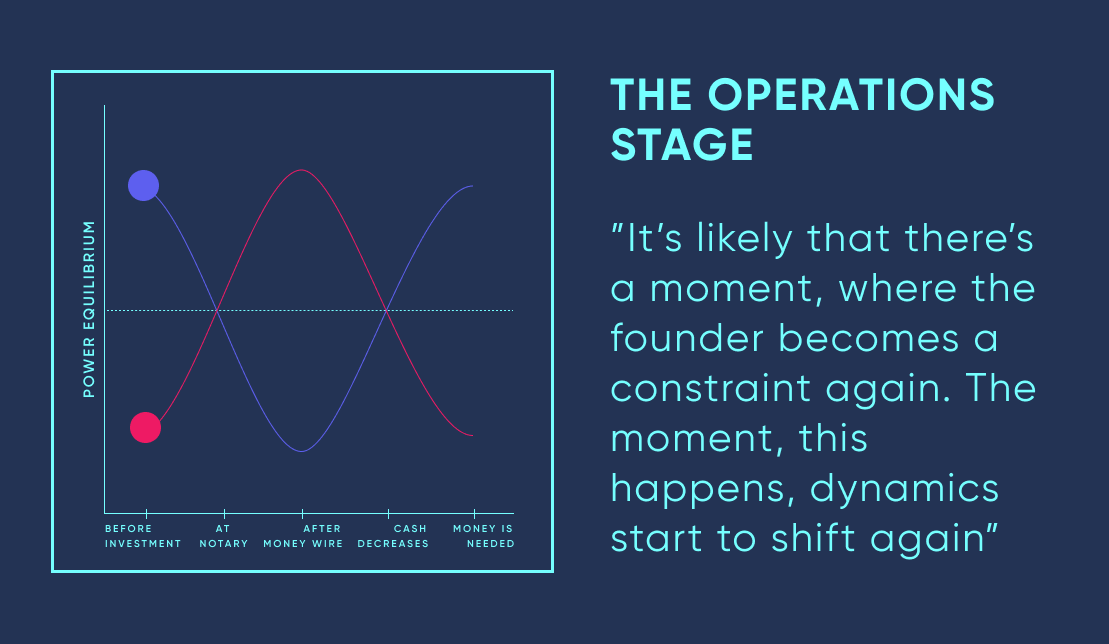 THE OPERATIONS
STAGE
”It’s likely that there’s
a moment, where the
founder becomes a
constraint again. The
moment, this
happens, dynamics
start to shift again”
POWER EQUILIBRIUM
BEFORE
INVESTMENT
AT
NOTARY
AFTER
MONEY WIRE
CASH
DECREASES
MONEY IS
NEEDED